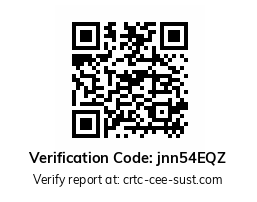 Verification Code: jnn54EQZ
Verify report at: crtc-cee-sust.com